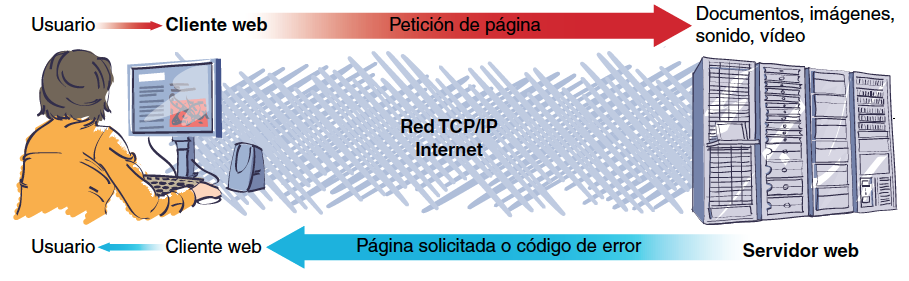 Usuario
Cliente web
Petición de página
Documentos, imágenes,
sonido, vídeo
Red TCP/IP
Internet
Usuario
Cliente web
Página solicitada o código de error
Servidor web